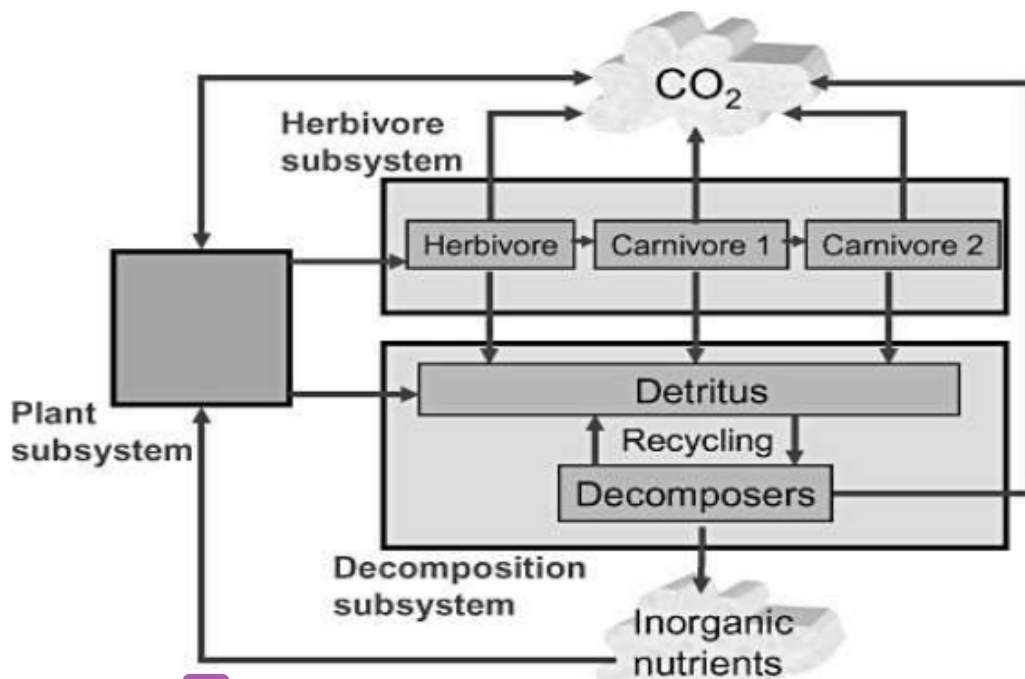 CO₂
Herbivore
subsystem
Herbivore
Carnivore 1
Carnivore 2
Detritus
Plant
subsystem
Recycling
Decomposers
Decomposition
subsystem
Inorganic
nutrients